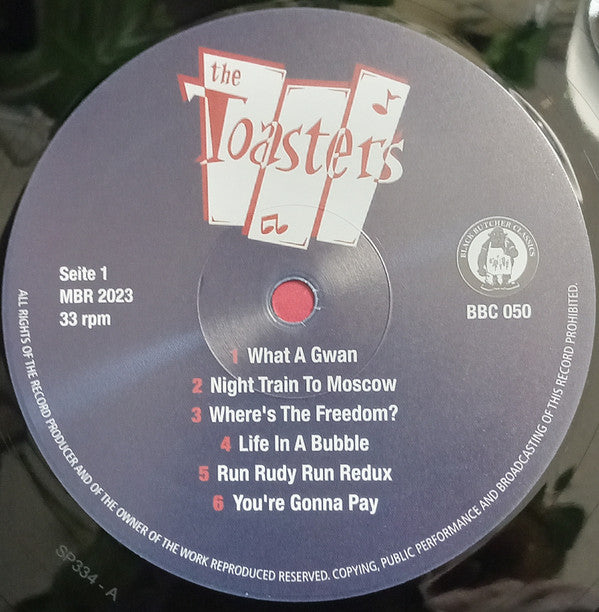 the
Toasters
BLACK BUTCHER CLASSICS
Seite 1
MBR 2023
33 rpm
BBC 050
1 What A Gwan
2 Night Train To Moscow
3 Where's The Freedom?
4 Life In A Bubble
5 Run Rudy Run Redux
6 You're Gonna Pay
ALL RIGHTS OF THE RECORD PRODUCER AND OF THE OWNER OF THE WORK REPRODUCED RESERVED. COPYING, PUBLIC PERFORMANCE AND BROADCASTING OF THIS RECORD PROHIBITED.
SP334 - A